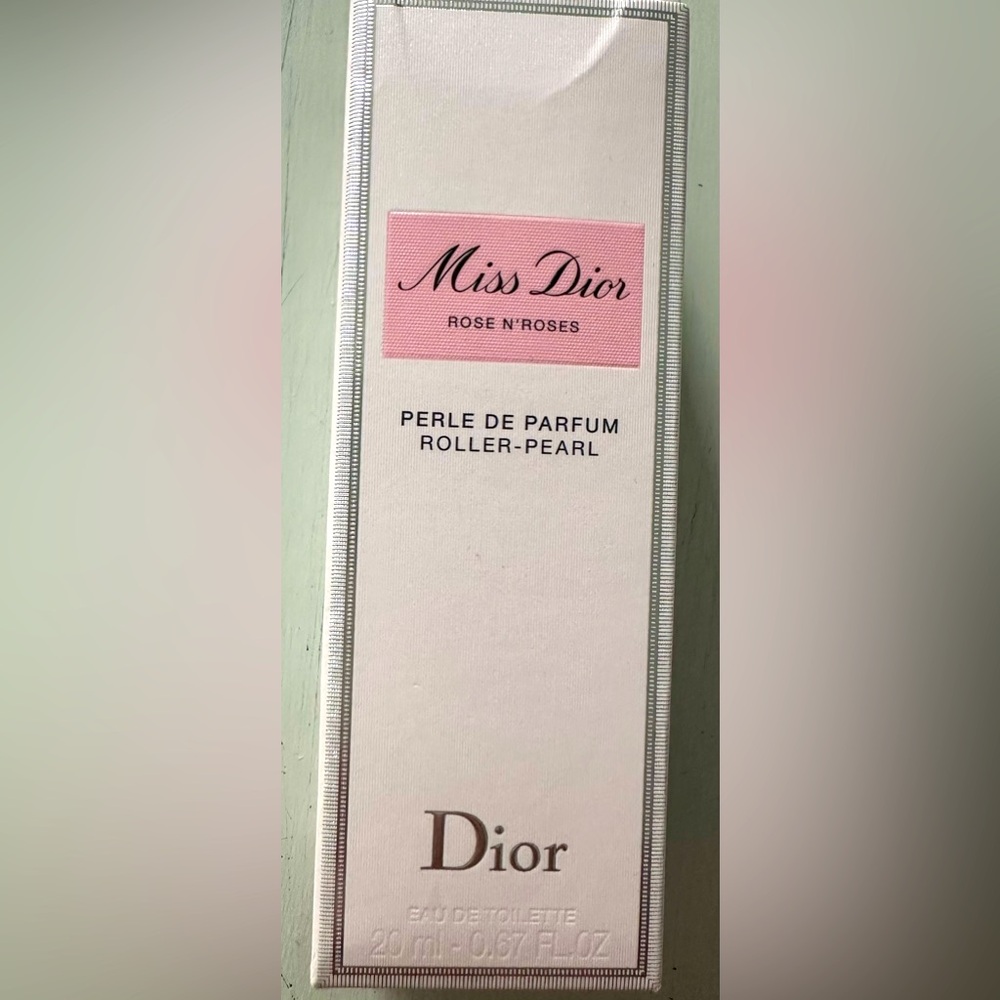 Miss Dior
ROSE N'ROSES
PERLE DE PARFUM
ROLLER-PEARL
Dior
EAU DE TOILETTE
20 ml - 0.67 FL.OZ